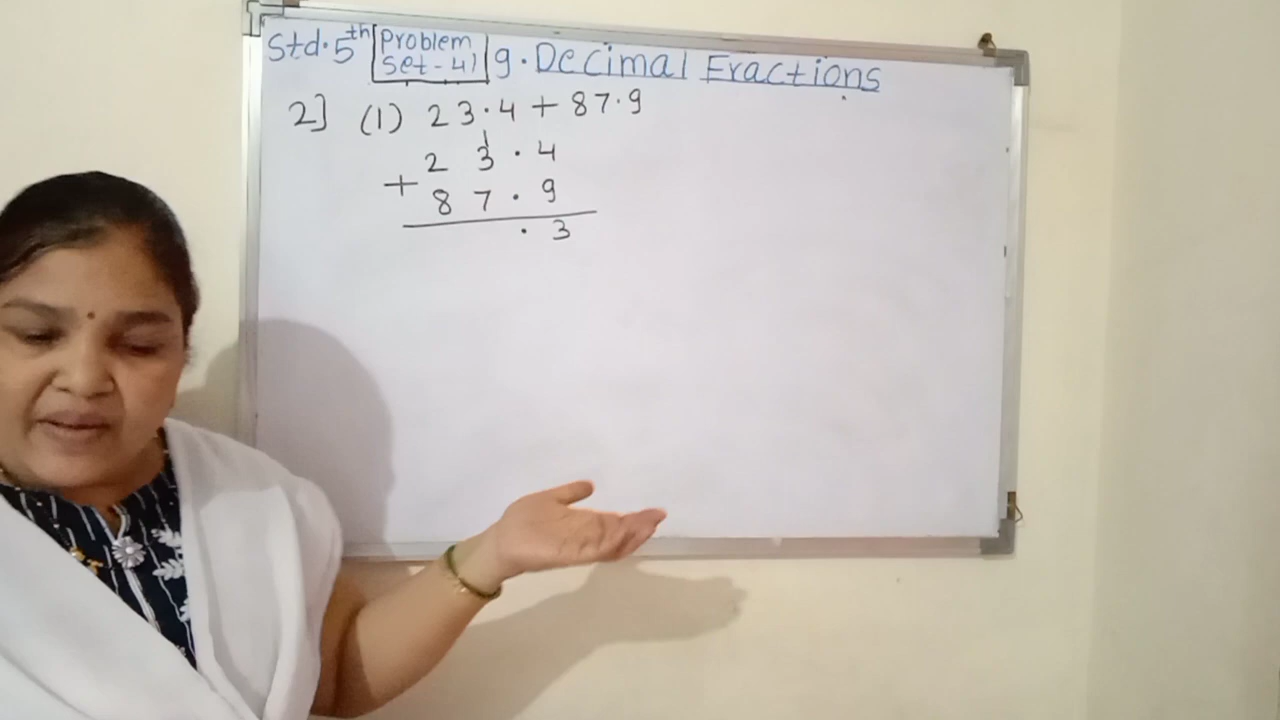 Std. 5th Problem Set-41 9. Decimal Fractions
2] (1) 23.4 + 87.9
1
2 3 . 4
+ 8 7 . 9
. 3